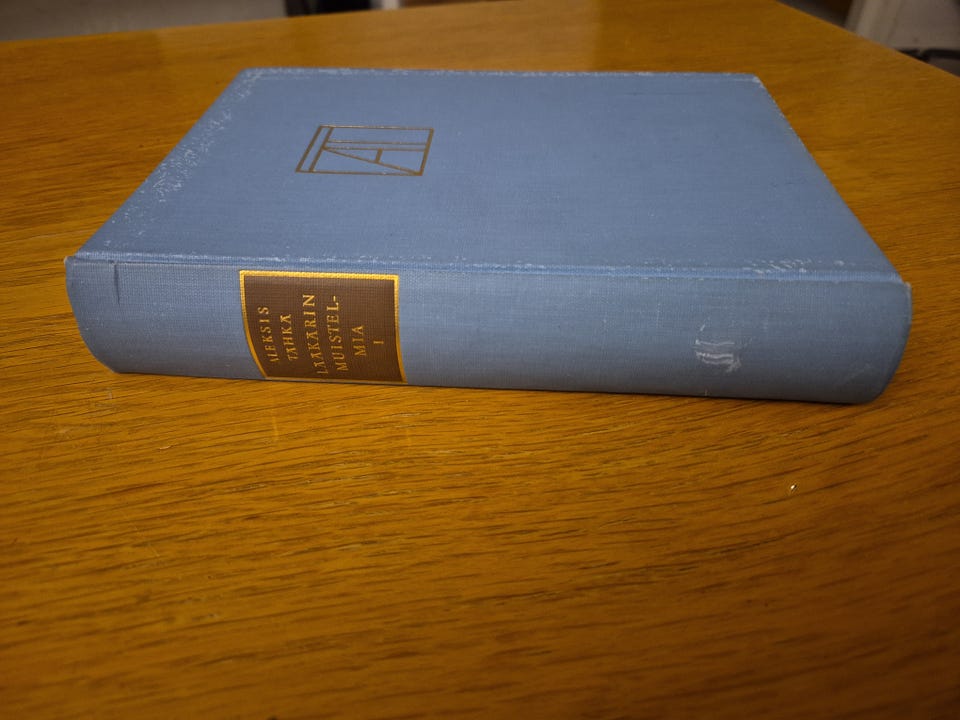 ALEKSIS
TÄHKÄ
LÄÄKÄRIN
MUISTEL-
MIA
I